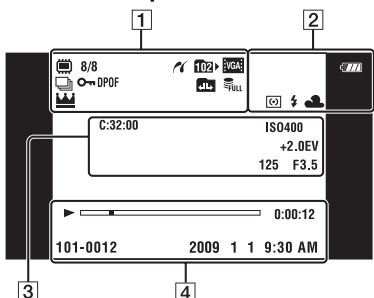 1 2
8/8 102 VGA
DPOF FULL
C:32:00 ISO400
+2.0EV
125 F3.5
0:00:12
101-0012 2009 1 1 9:30 AM
3 4